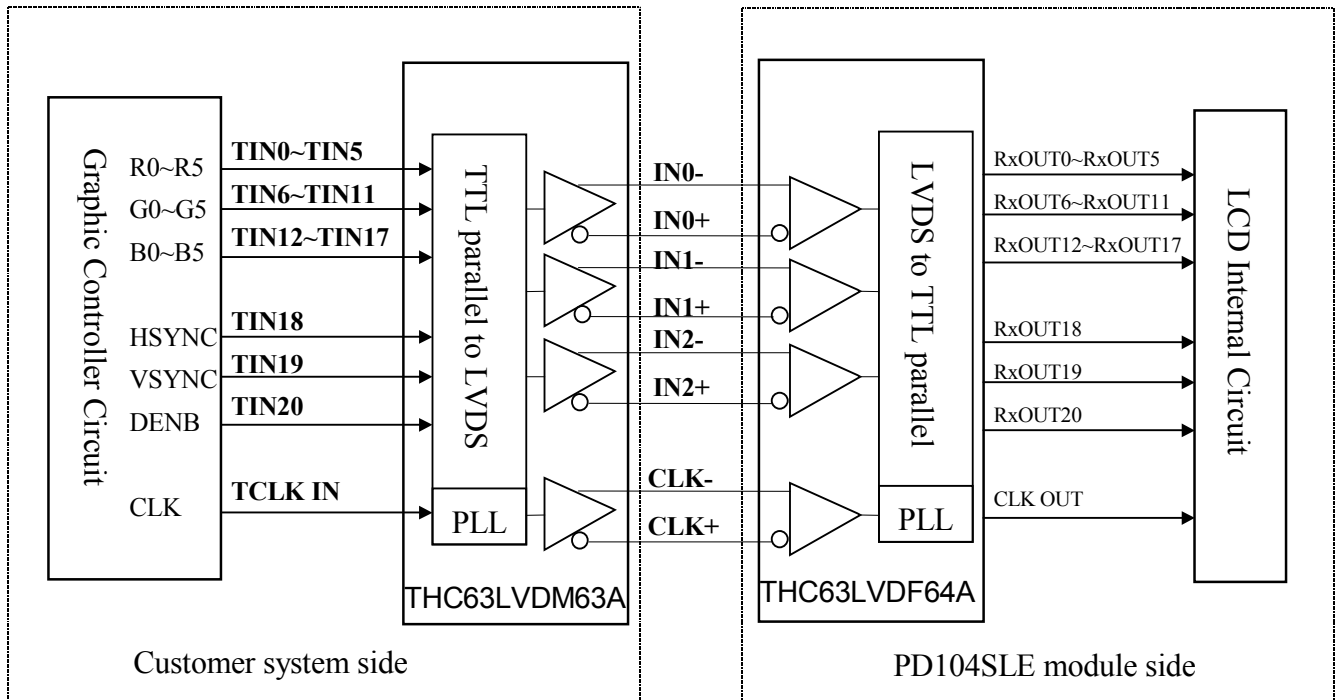 Graphic Controller Circuit
R0~R5
G0~G5
B0~B5
HSYNC
VSYNC
DENB
CLK
TIN0~TIN5
TIN6~TIN11
TIN12~TIN17
TIN18
TIN19
TIN20
TCLK IN
TTL parallel to LVDS
PLL
THC63LVDM63A
IN0-
IN0+
IN1-
IN1+
IN2-
IN2+
CLK-
CLK+
LVDS to TTL parallel
PLL
THC63LVDF64A
RxOUT0~RxOUT5
RxOUT6~RxOUT11
RxOUT12~RxOUT17
RxOUT18
RxOUT19
RxOUT20
CLK OUT
LCD Internal Circuit
Customer system side
PD104SLE module side